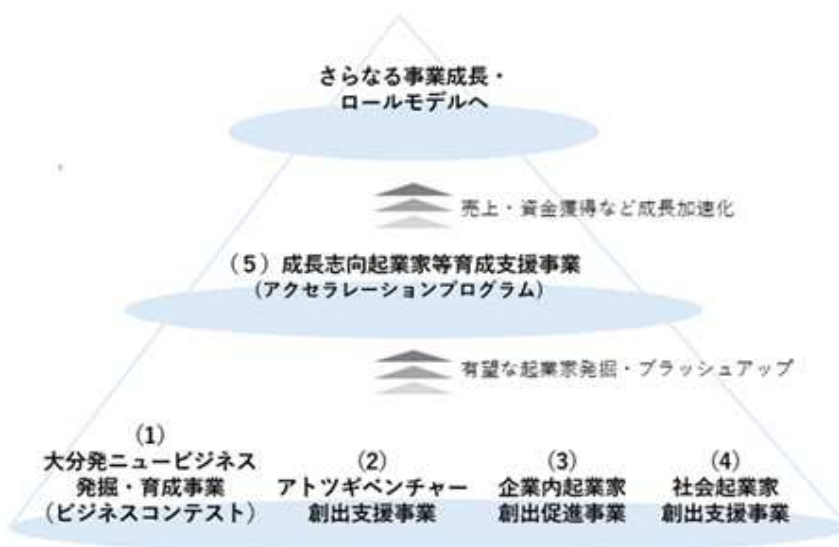 さらなる事業成長・
ロールモデルへ
売上・資金獲得など成長加速化
（5）成長志向起業家等育成支援事業
（アクセラレーションプログラム）
有望な起業家発掘・ブラッシュアップ
（1）
大分発ニュービジネス
発掘・育成事業
（ビジネスコンテスト）
（2）
アトツギベンチャー
創出支援事業
（3）
企業内起業家
創出促進事業
（4）
社会起業家
創出支援事業